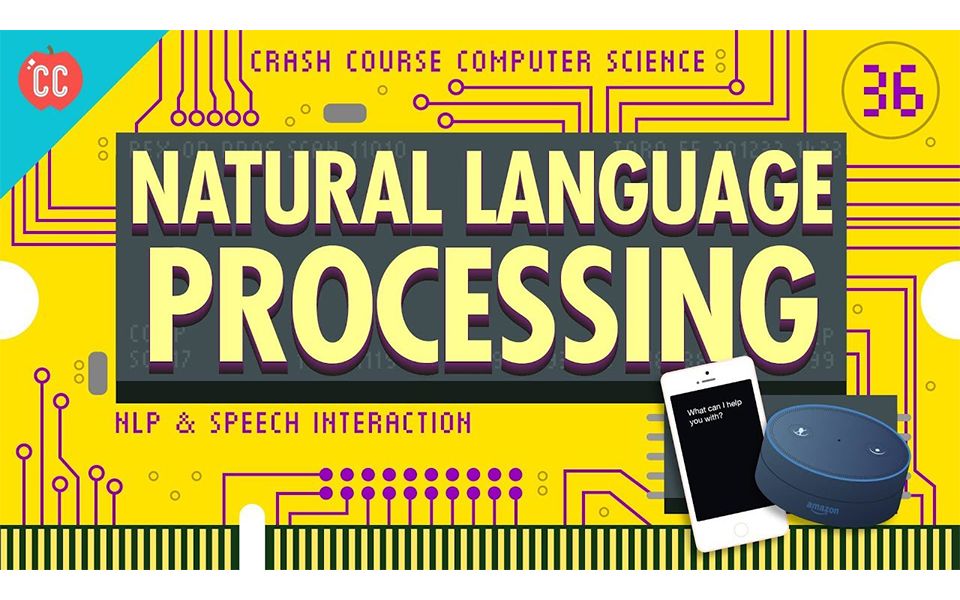 CC
CRASH COURSE COMPUTER SCIENCE
36
NATURAL LANGUAGE
PROCESSING
NLP & SPEECH INTERACTION
What can I help
you with?
amazon